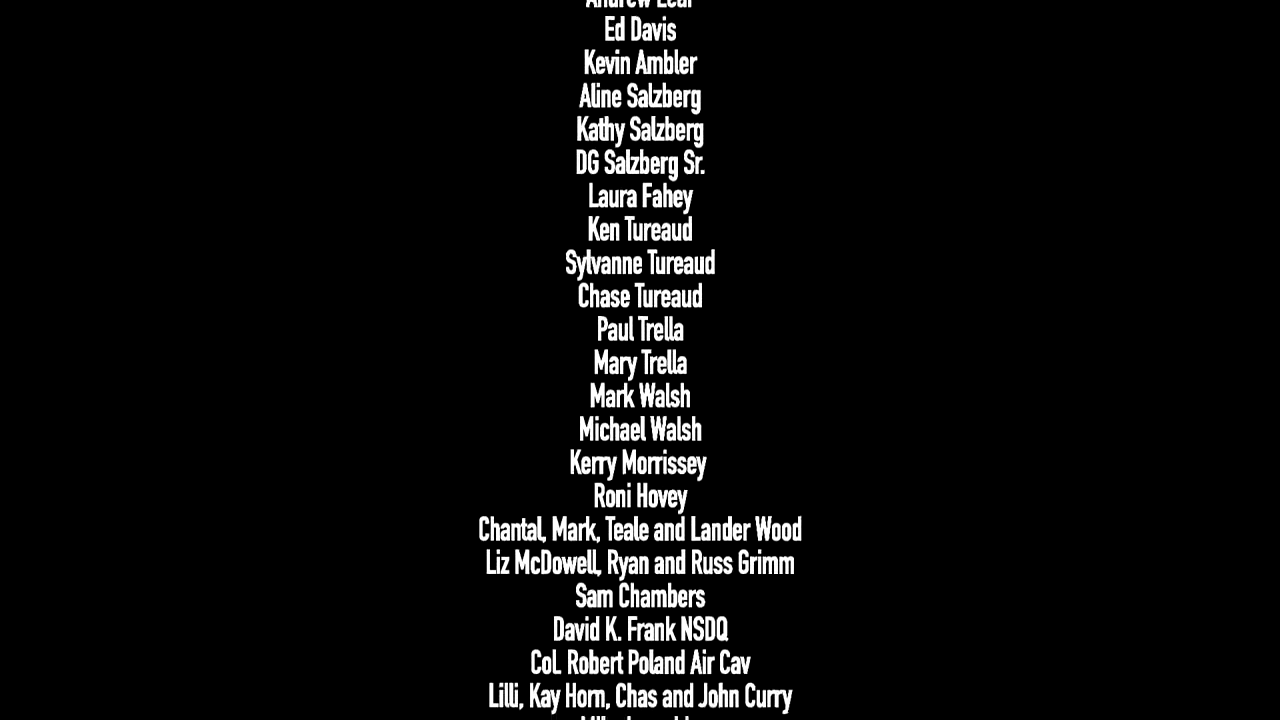 Ed Davis
Kevin Ambler
Aline Salzberg
Kathy Salzberg
DG Salzberg Sr.
Laura Fahey
Ken Tureaud
Sylvanne Tureaud
Chase Tureaud
Paul Trella
Mary Trella
Mark Walsh
Michael Walsh
Kerry Morrissey
Roni Hovey
Chantal, Mark, Teale and Lander Wood
Liz McDowell, Ryan and Russ Grimm
Sam Chambers
David K. Frank NSDQ
Col. Robert Poland Air Cav
Lilli, Kay Horn, Chas and John Curry